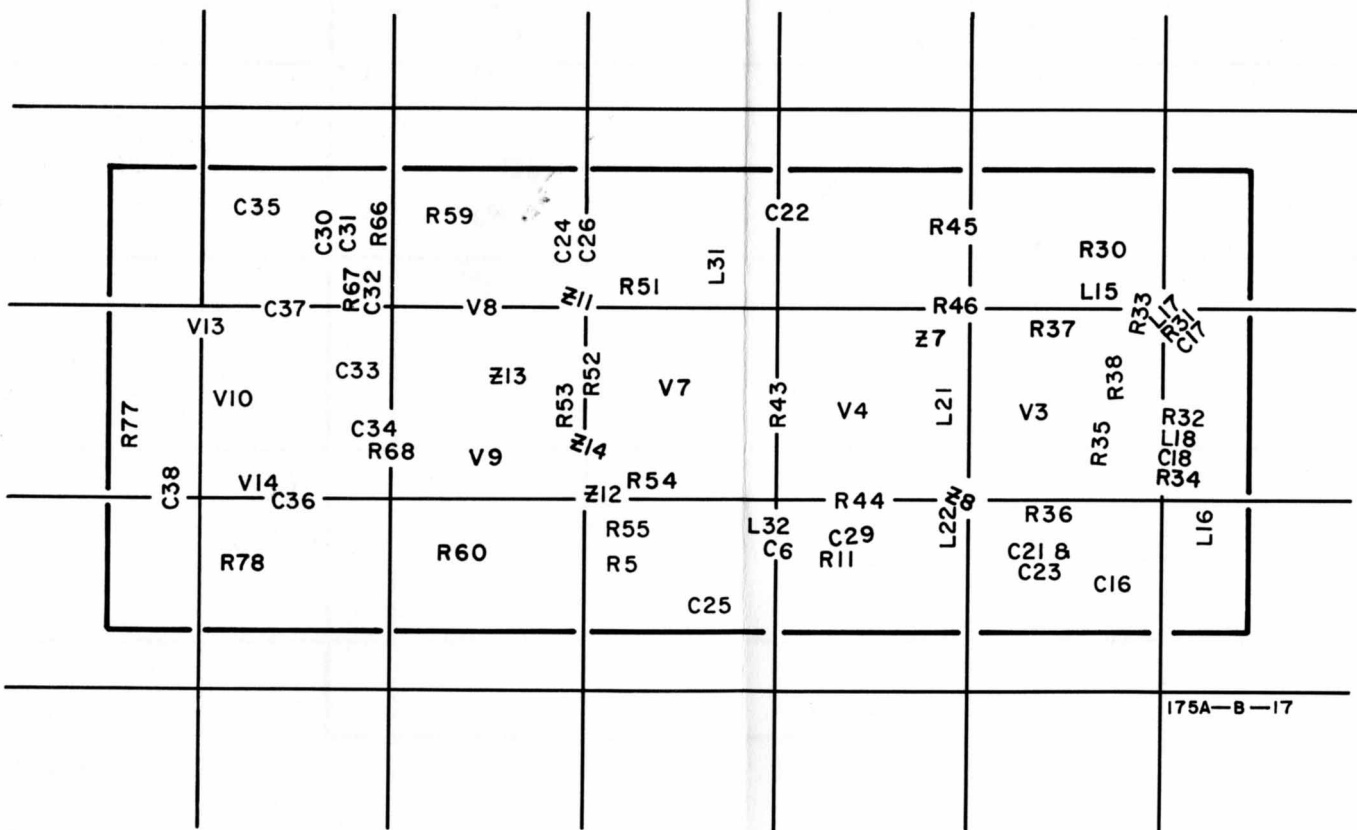 C35
C30
C31
R66
R59
C24
C26
L31
C22
R45
R30
R67
C32
R51
L15
C37
V8
Z11
R46
R33
L17
R31
C17
V13
R37
Z7
C33
Z13
R52
R53
V7
R43
V4
L21
V3
R38
R35
V10
R77
C34
R68
V9
Z14
R32
L18
C18
R34
V14
C38
C36
Z12
R54
R44
Z8
R36
L22
L16
R55
L32
C29
R78
R60
R5
C6
R11
C21 &
C23
C16
C25
175A—B—17